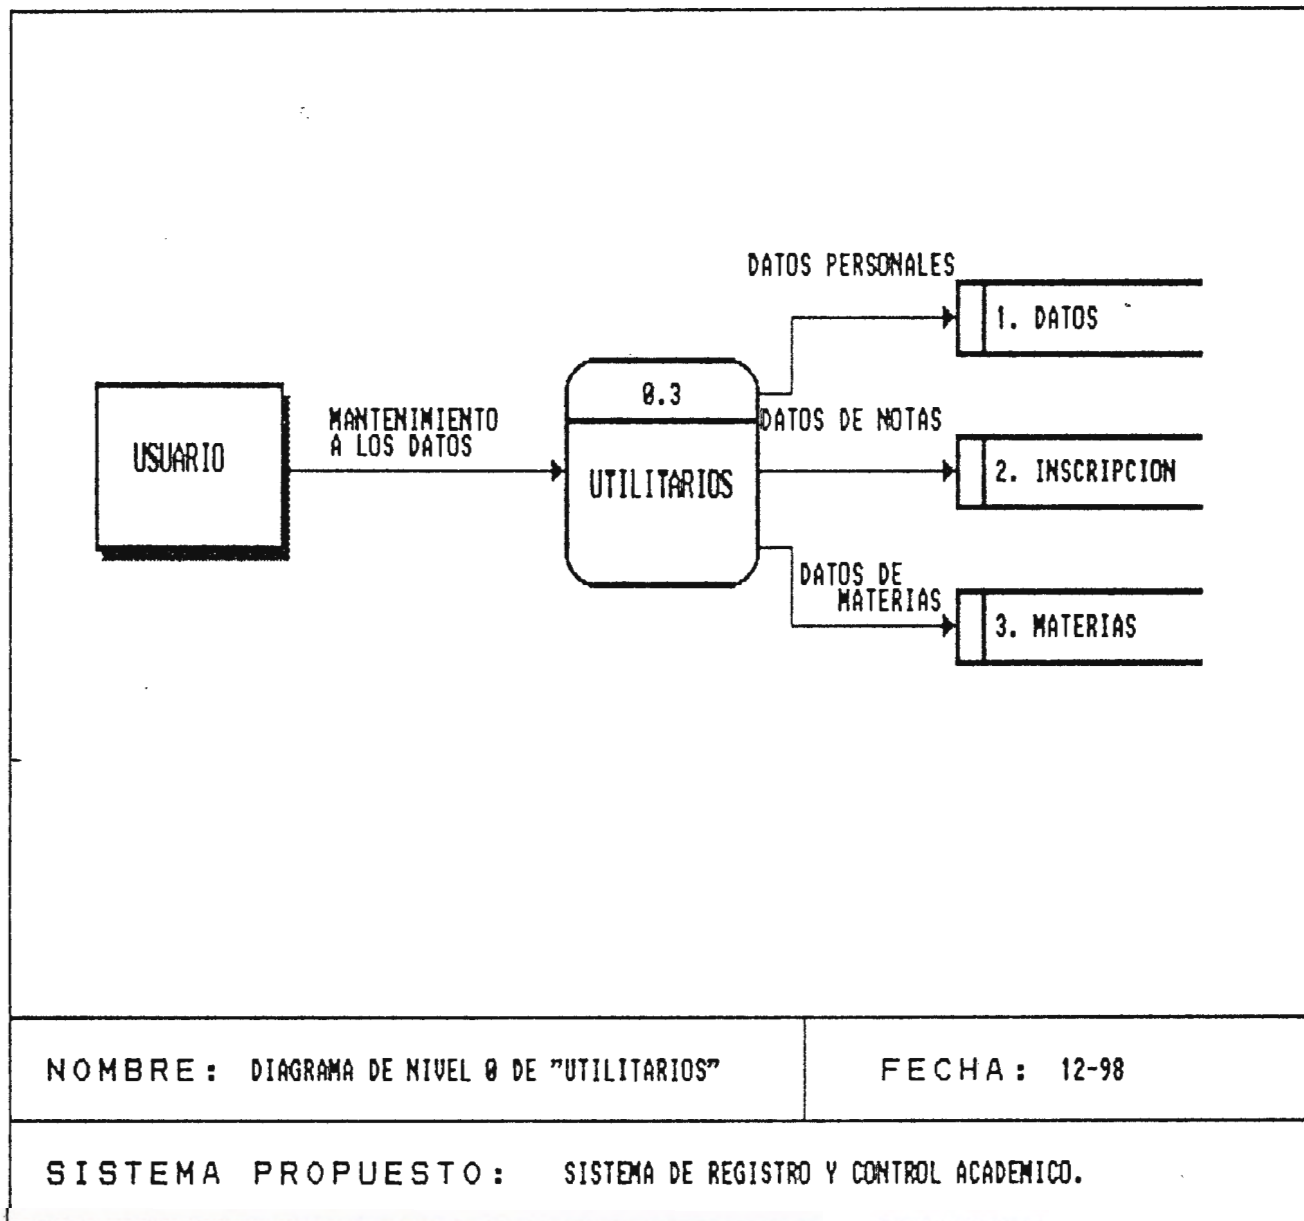 DATOS PERSONALES
1. DATOS
0.3
MANTENIMIENTO
A LOS DATOS
DATOS DE NOTAS
USUARIO
UTILITARIOS
2. INSCRIPCION
DATOS DE
MATERIAS
3. MATERIAS
NOMBRE: DIAGRAMA DE NIVEL 0 DE "UTILITARIOS"
FECHA: 12-98
SISTEMA PROPUESTO: SISTEMA DE REGISTRO Y CONTROL ACADEMICO.